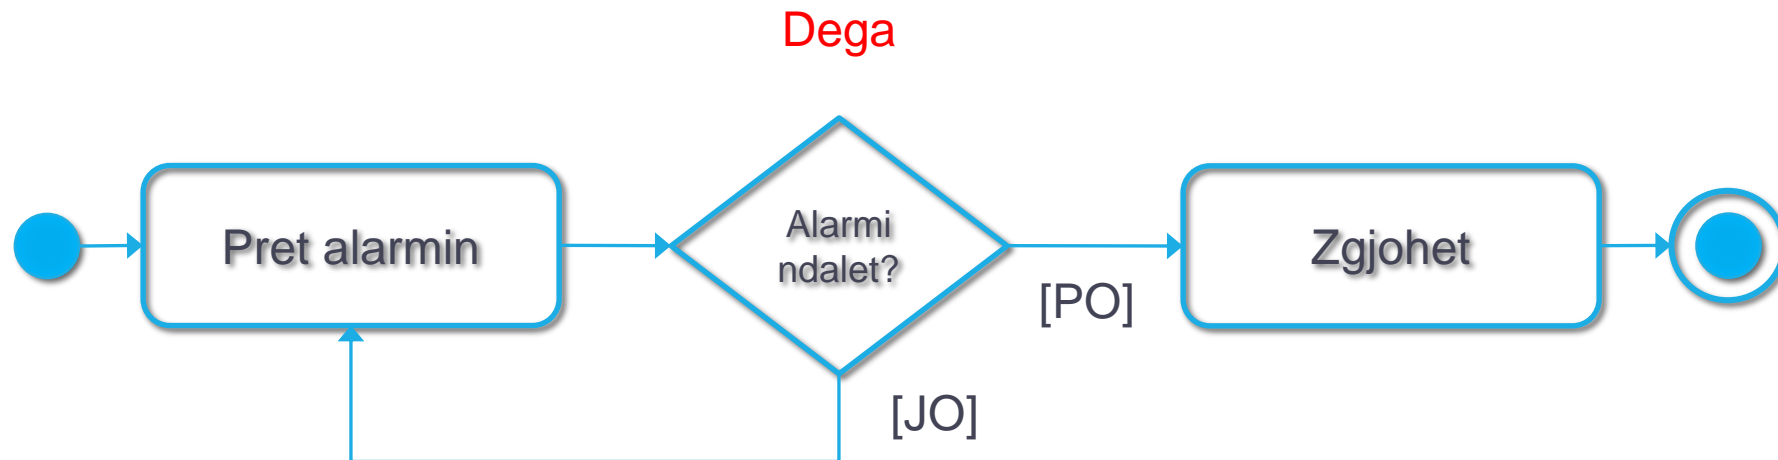 Dega
Pret alarmin
Alarmi
ndalet?
[PO]
Zgjohet
[JO]